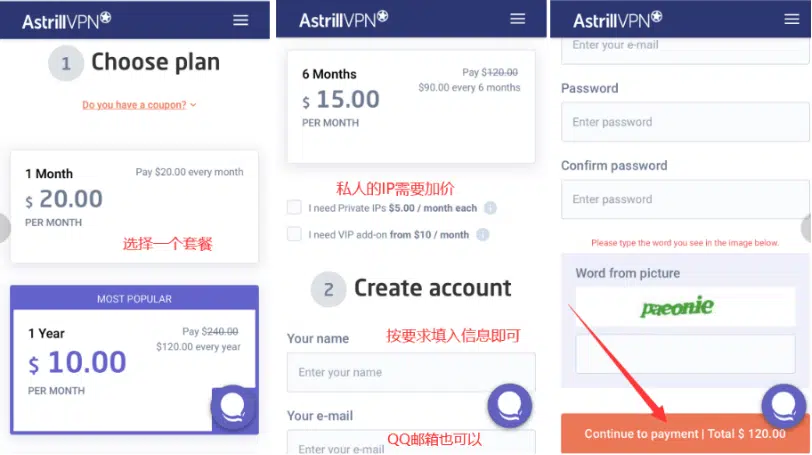 AstrillVPN
1 Choose plan
Do you have a coupon?
1 Month
Pay $20.00 every month
$ 20.00
PER MONTH
选择一个套餐
MOST POPULAR
1 Year
Pay $240.00
$120.00 every year
$ 10.00
PER MONTH
AstrillVPN
6 Months
Pay $120.00
$90.00 every 6 months
$ 15.00
PER MONTH
私人的IP需要加价
I need Private IPs $5.00 / month each
I need VIP add-on from $10 / month
2 Create account
Your name
按要求填入信息即可
Enter your name
Your e-mail
Enter your e-mail
QQ邮箱也可以
AstrillVPN
Enter your e-mail
Password
Enter password
Confirm password
Enter password
Please type the word you see in the image below.
Word from picture
paeonie
Continue to payment | Total $ 120.00